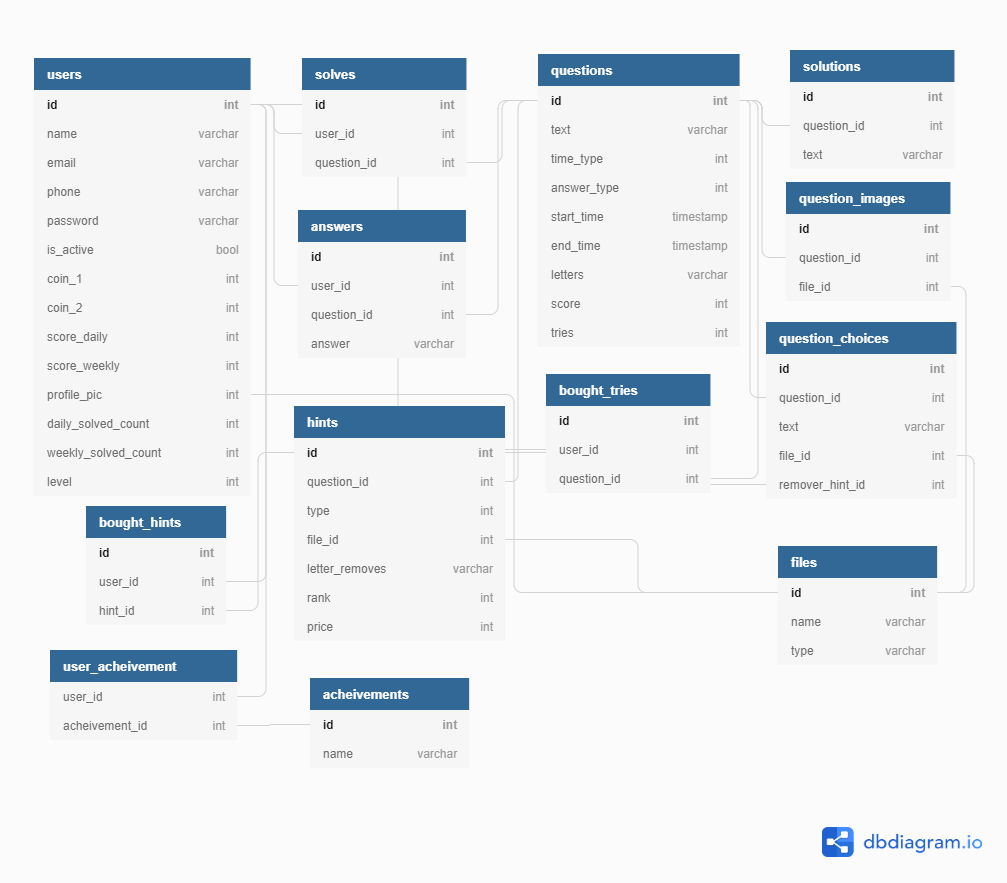 users
id int
name varchar
email varchar
phone varchar
password varchar
is_active bool
coin_1 int
coin_2 int
score_daily int
score_weekly int
profile_pic int
daily_solved_count int
weekly_solved_count int
level int
solves
id int
user_id int
question_id int
answers
id int
user_id int
question_id int
answer varchar
questions
id int
text varchar
time_type int
answer_type int
start_time timestamp
end_time timestamp
letters varchar
score int
tries int
solutions
id int
question_id int
text varchar
question_images
id int
question_id int
file_id int
question_choices
id int
question_id int
text varchar
file_id int
remover_hint_id int
bought_tries
id int
user_id int
question_id int
hints
id int
question_id int
type int
file_id int
letter_removes varchar
rank int
price int
bought_hints
id int
user_id int
hint_id int
files
id int
name varchar
type varchar
user_acheivement
user_id int
acheivement_id int
acheivements
id int
name varchar
dbdiagram.io